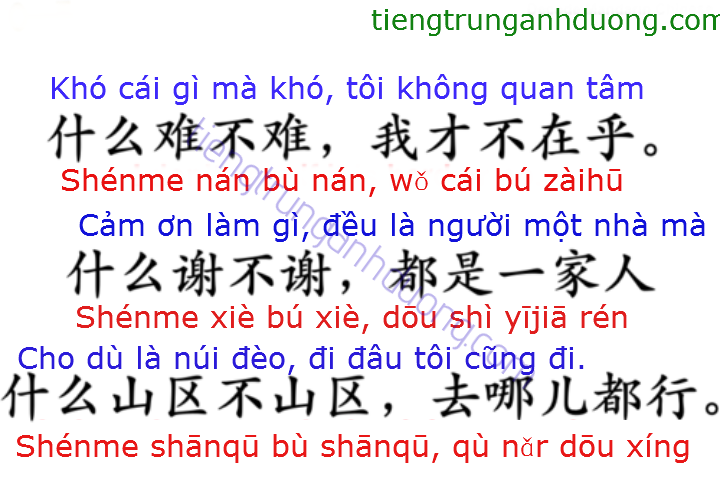 tiengtrunganhduong.com
Khó cái gì mà khó, tôi không quan tâm
什么难不难，我才不在乎。
Shénme nán bù nán, wǒ cái bú zàihū
Cảm ơn làm gì, đều là người một nhà mà
什么谢不谢，都是一家人
Shénme xiè bú xiè, dōu shì yījiā rén
Cho dù là núi đèo, đi đâu tôi cũng đi.
什么山区不山区，去哪儿都行。
Shénme shānqū bù shānqū, qù nǎr dōu xíng
tiengtrunganhduong.com